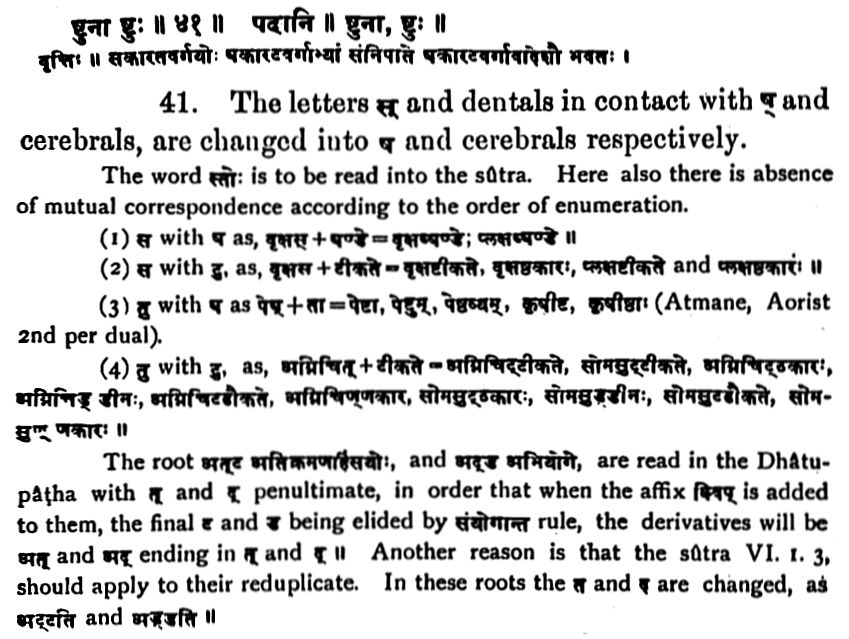 ष्टुना ष्टुः ॥ ४१ ॥ पदानि ॥ ष्टुना, ष्टुः ॥
वृत्तिः ॥ सकारतवर्गयोः षकारटवर्गाभ्यां संनिपाते षकारटवर्गावादेशौ भवतः ।
41. The letters स् and dentals in contact with ष् and
cerebrals, are changed into ष and cerebrals respectively.
The word स्तोः is to be read into the sûtra. Here also there is absence
of mutual correspondence according to the order of enumeration.
(1) स with ष as, वृक्षस् + षण्डे = वृक्षष्षण्डे; प्लक्षष्षण्डे ॥
(2) स with टु, as, वृक्षस + टीकते = वृक्षष्टीकते, वृक्षष्ठकारः, प्लक्षष्टीकते and प्लक्षष्ठकारः ॥
(3) तु with ष as पेष् + ता = पेष्टा, पेष्टुम्, पेष्टव्यम्, कृषीष्ट, कृषीष्ठाः (Atmane, Aorist
2nd per dual).
(4) तु with टु, as, अग्निचित् + टीकते = अग्निचिट्टीकते, सोमसुट्टीकते, अग्निचिट्ठकारः,
अग्निचिड् डीनः, अग्निचिटढौकते, अग्निचिण्णकार, सोमसुट्ठकारः, सोमसुड्डीनः, सोमसुटढौकते, सोम-
सुण् णकारः ॥
The root अत्ट अतिक्रमणहिंसयोः, and अद्ड अभियोगे, are read in the Dhâtu-
pâṭha with त् and द् penultimate, in order that when the affix क्विप् is added
to them, the final ट and ड being elided by संयोगान्त rule, the derivatives will be
अत् and अद् ending in त् and द् ॥ Another reason is that the sûtra VI. 1. 3,
should apply to their reduplicate. In these roots the त and द are changed, as
अट्टति and अड्डति ॥